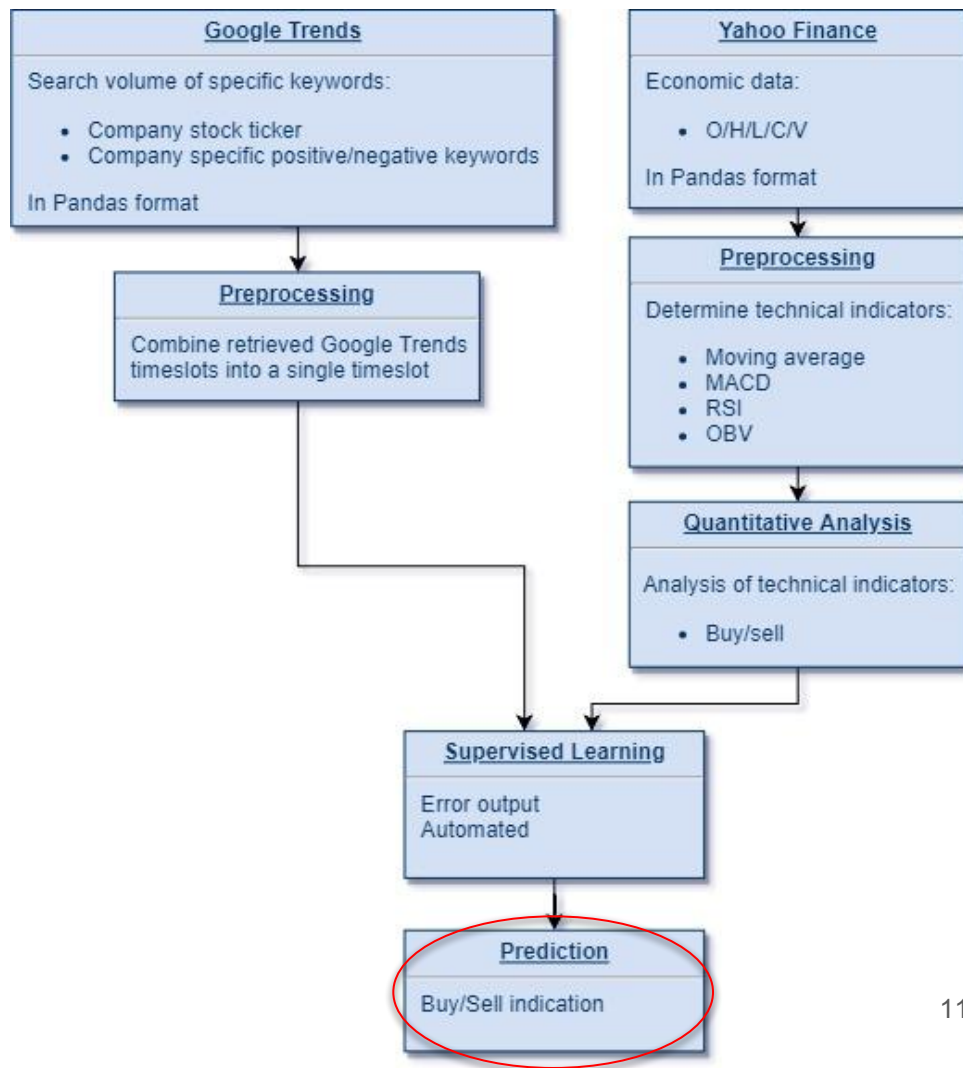 Google Trends
Search volume of specific keywords:
• Company stock ticker
• Company specific positive/negative keywords
In Pandas format
Preprocessing
Combine retrieved Google Trends
timeslots into a single timeslot
Yahoo Finance
Economic data:
• O/H/L/C/V
In Pandas format
Preprocessing
Determine technical indicators:
• Moving average
• MACD
• RSI
• OBV
Quantitative Analysis
Analysis of technical indicators:
• Buy/sell
Supervised Learning
Error output
Automated
Prediction
Buy/Sell indication
11